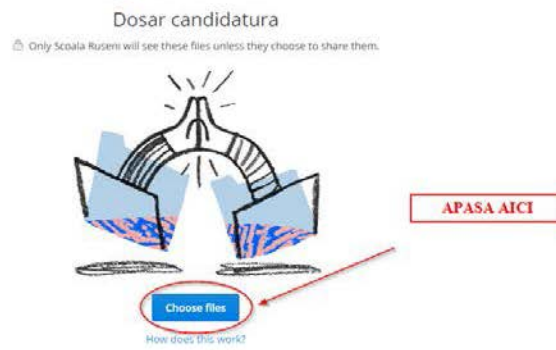 Dosar candidatura
Only Scoala Ruseni will see these files unless they choose to share them.
APASA AICI
Choose files
How does this work?